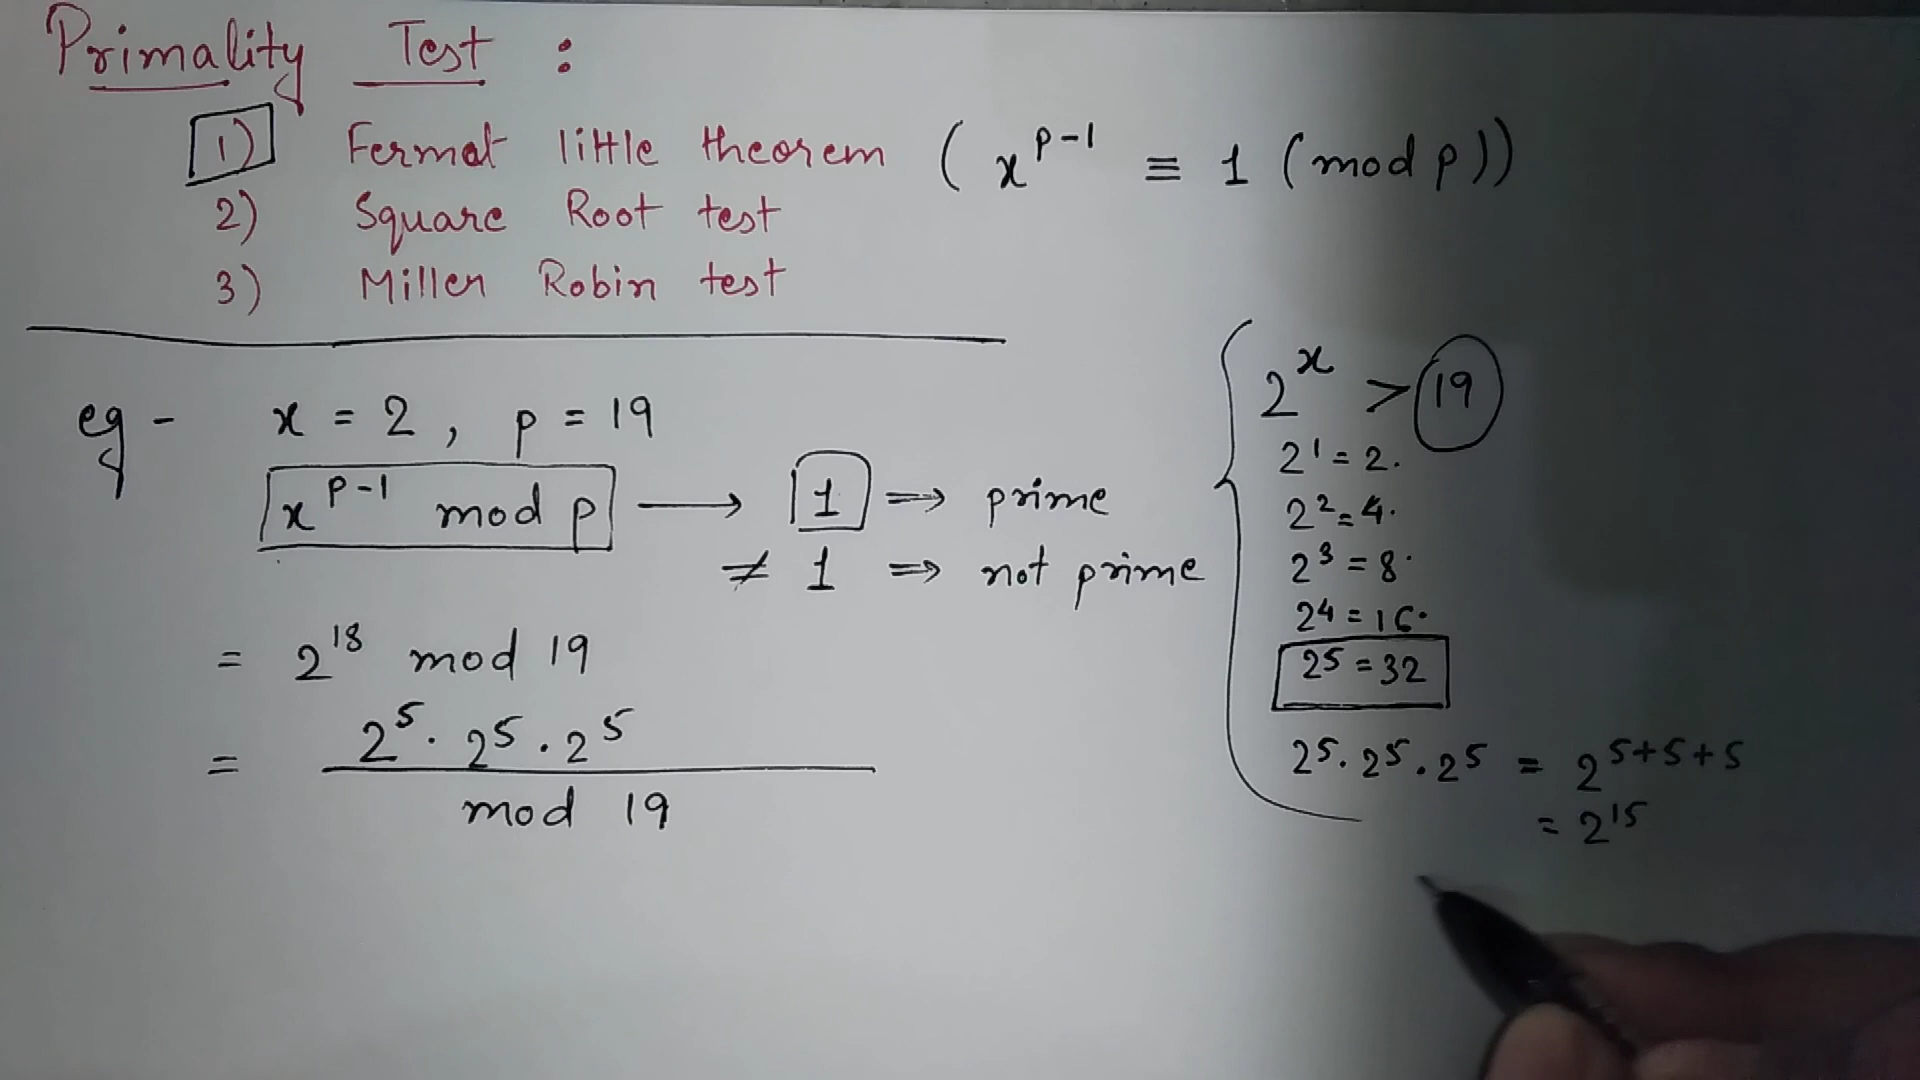 Primality Test :
1) Fermat little theorem ( x^{p-1} ≡ 1 (mod p))
2) Square Root test
3) Miller Robin test
eg - x = 2, p = 19
x^{p-1} mod p → 1 ⇒ prime
≠ 1 ⇒ not prime
= 2^{18} mod 19
= 2^5 . 2^5 . 2^5
mod 19
2^x > 19
2^1 = 2.
2^2 = 4.
2^3 = 8.
2^4 = 16.
2^5 = 32
2^5 . 2^5 . 2^5 = 2^{5+5+5}
= 2^{15}